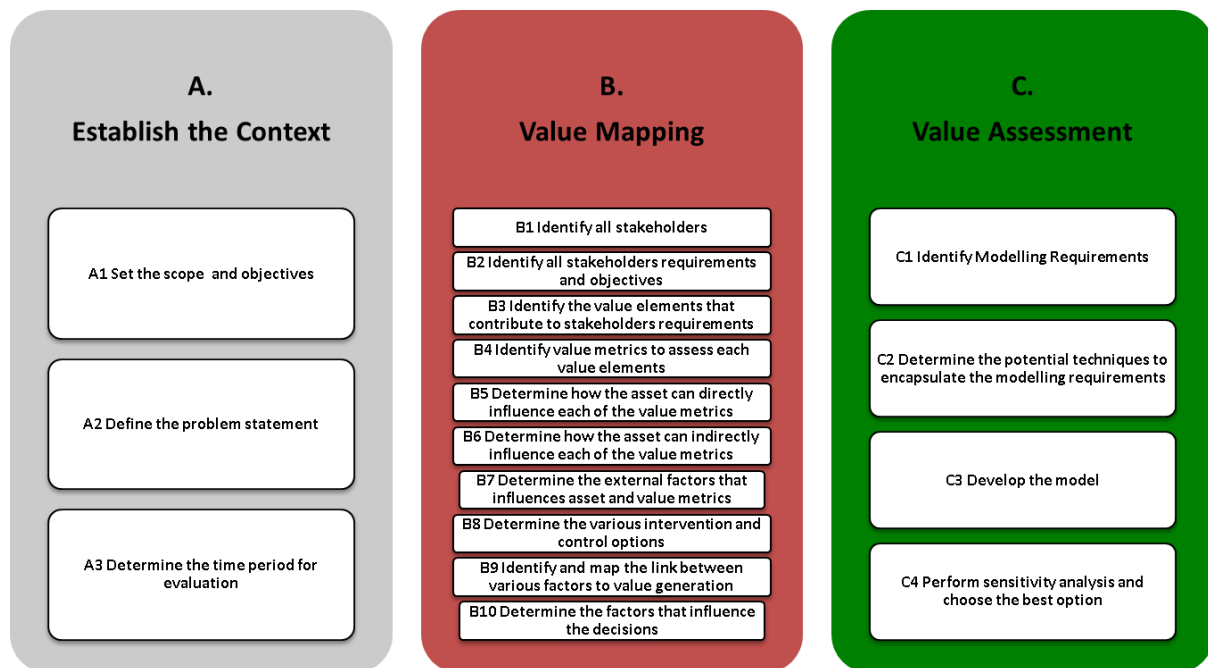 A.
Establish the Context
A1 Set the scope and objectives
A2 Define the problem statement
A3 Determine the time period for
evaluation
B.
Value Mapping
B1 Identify all stakeholders
B2 Identify all stakeholders requirements
and objectives
B3 Identify the value elements that
contribute to stakeholders requirements
B4 Identify value metrics to assess each
value elements
B5 Determine how the asset can directly
influence each of the value metrics
B6 Determine how the asset can indirectly
influence each of the value metrics
B7 Determine the external factors that
influences asset and value metrics
B8 Determine the various intervention and
control options
B9 Identify and map the link between
various factors to value generation
B10 Determine the factors that influence
the decisions
C.
Value Assessment
C1 Identify Modelling Requirements
C2 Determine the potential techniques to
encapsulate the modelling requirements
C3 Develop the model
C4 Perform sensitivity analysis and
choose the best option